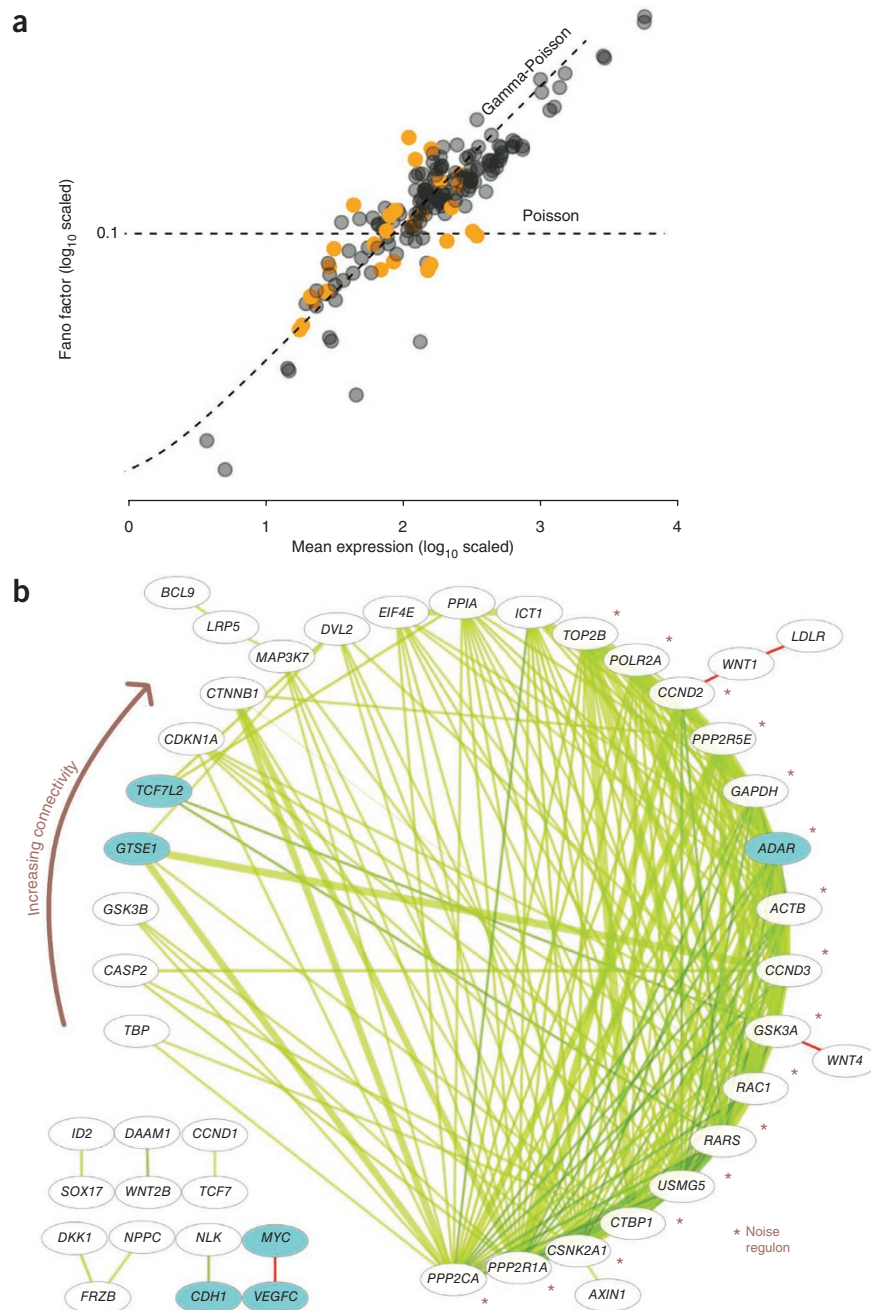 a
Gamma-Poisson
Poisson
0.1
Fano factor (log10 scaled)
0
1
2
3
4
Mean expression (log10 scaled)
b
BCL9
LRP5
MAP3K7
DVL2
EIF4E
PPIA
ICT1
TOP2B
*
POLR2A
*
CCND2
*
WNT1
LDLR
PPP2R5E
*
GAPDH
*
ADAR
*
ACTB
*
CCND3
*
GSK3A
*
WNT4
RAC1
*
RARS
*
USMG5
*
CTBP1
*
CSNK2A1
*
AXIN1
PPP2R1A
*
PPP2CA
*
CTNNB1
CDKN1A
TCF7L2
GTSE1
GSK3B
CASP2
TBP
Increasing connectivity
ID2
DAAM1
CCND1
SOX17
WNT2B
TCF7
DKK1
NPPC
NLK
MYC
FRZB
CDH1
VEGFC
* Noise
regulon